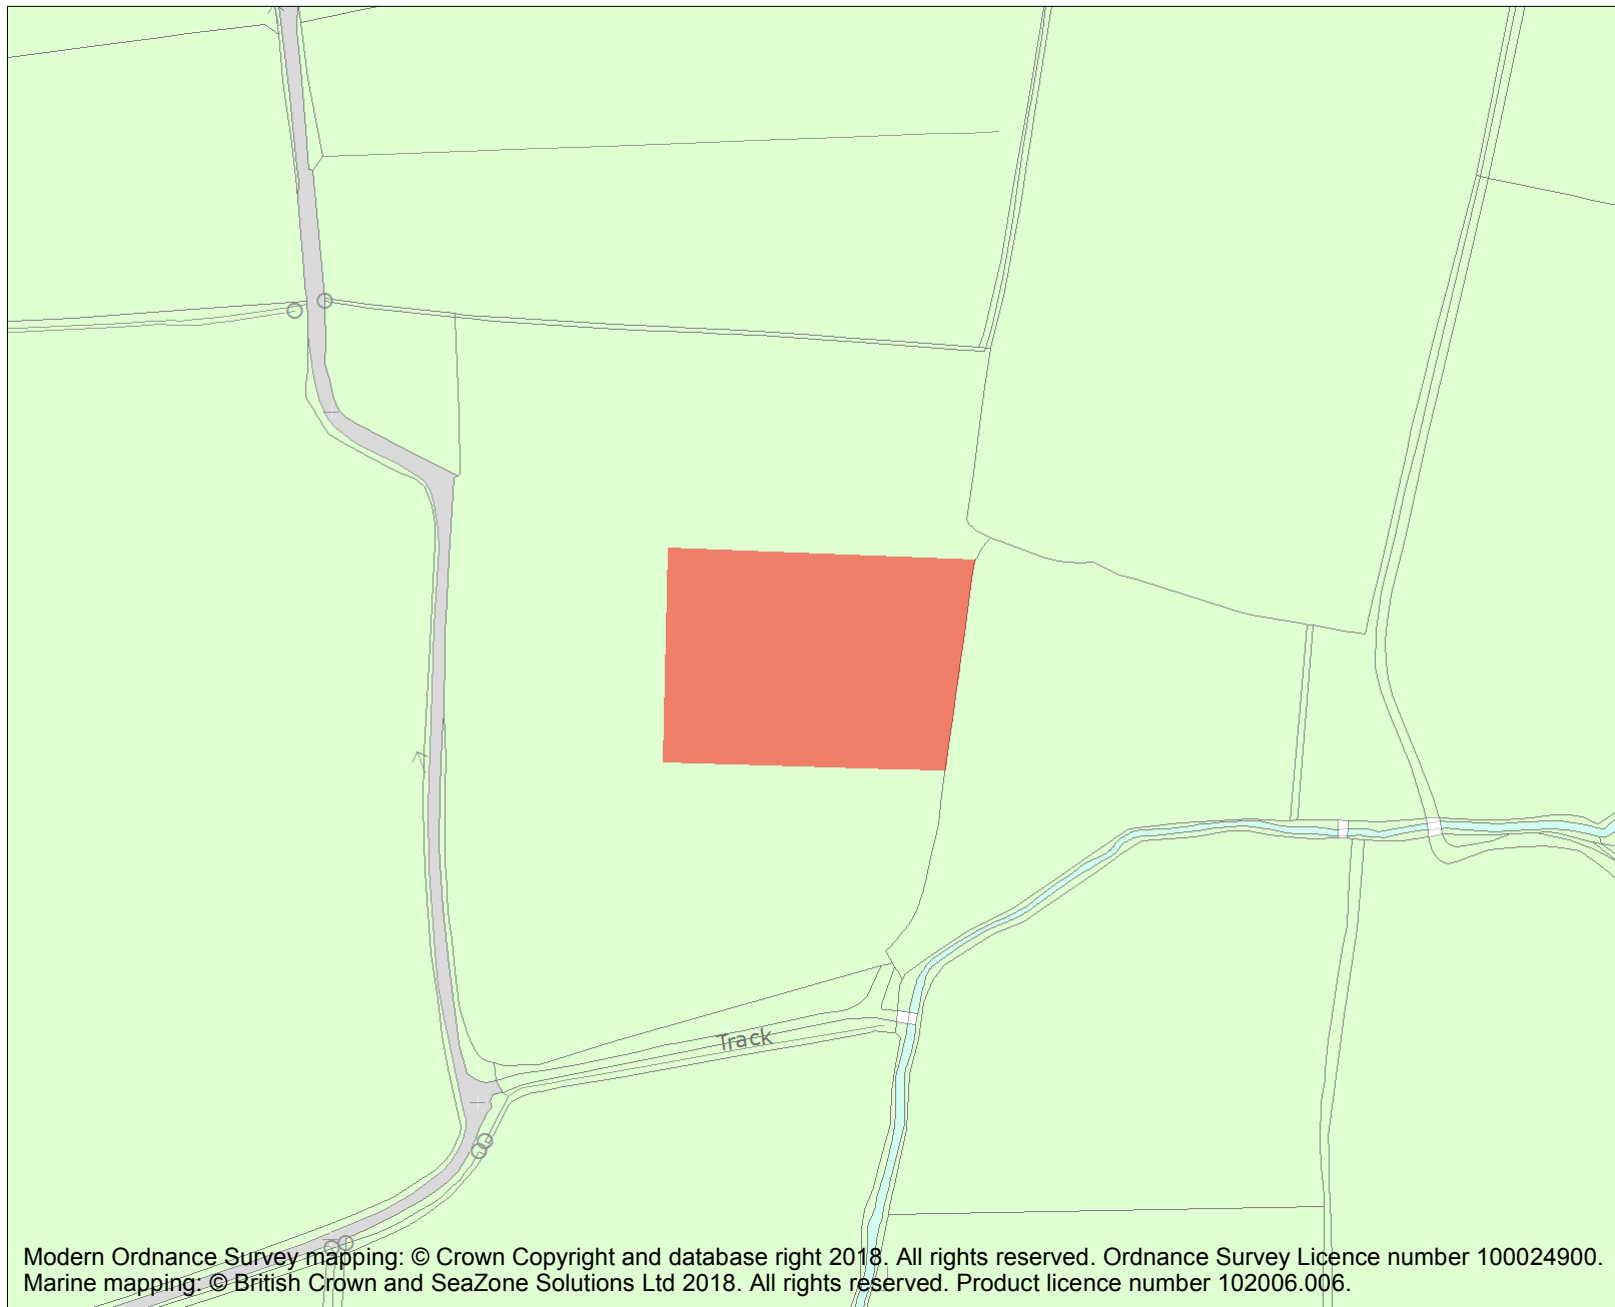 Track
Modern Ordnance Survey mapping: © Crown Copyright and database right 2018. All rights reserved. Ordnance Survey Licence number 100024900.
Marine mapping: © British Crown and SeaZone Solutions Ltd 2018. All rights reserved. Product licence number 102006.006.